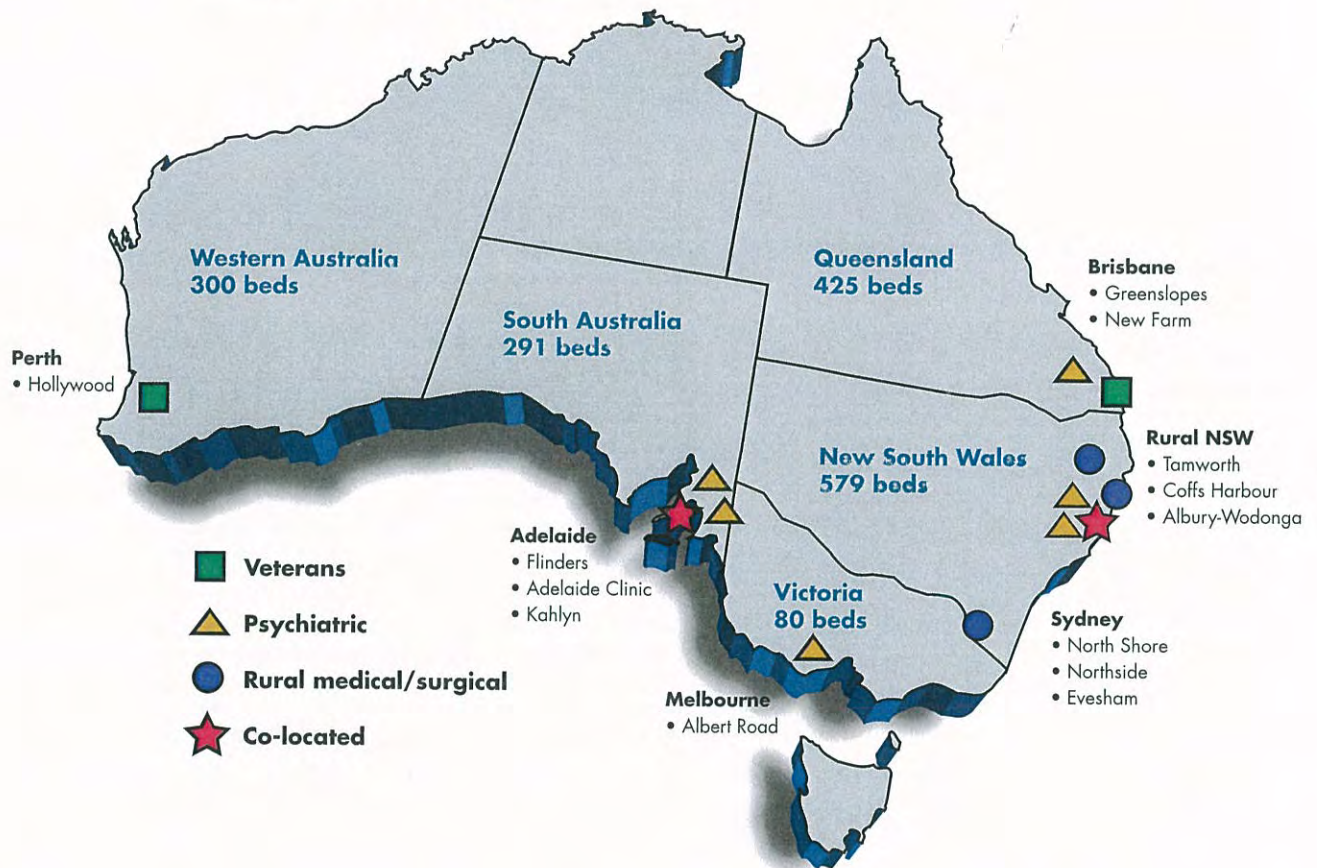 Western Australia
300 beds
South Australia
291 beds
Queensland
425 beds
New South Wales
579 beds
Victoria
80 beds
Perth
• Hollywood
Brisbane
• Greenslopes
• New Farm
Rural NSW
• Tamworth
• Coffs Harbour
• Albury-Wodonga
Adelaide
• Flinders
• Adelaide Clinic
• Kahlyn
Sydney
• North Shore
• Northside
• Evesham
Melbourne
• Albert Road
Veterans
Psychiatric
Rural medical/surgical
Co-located